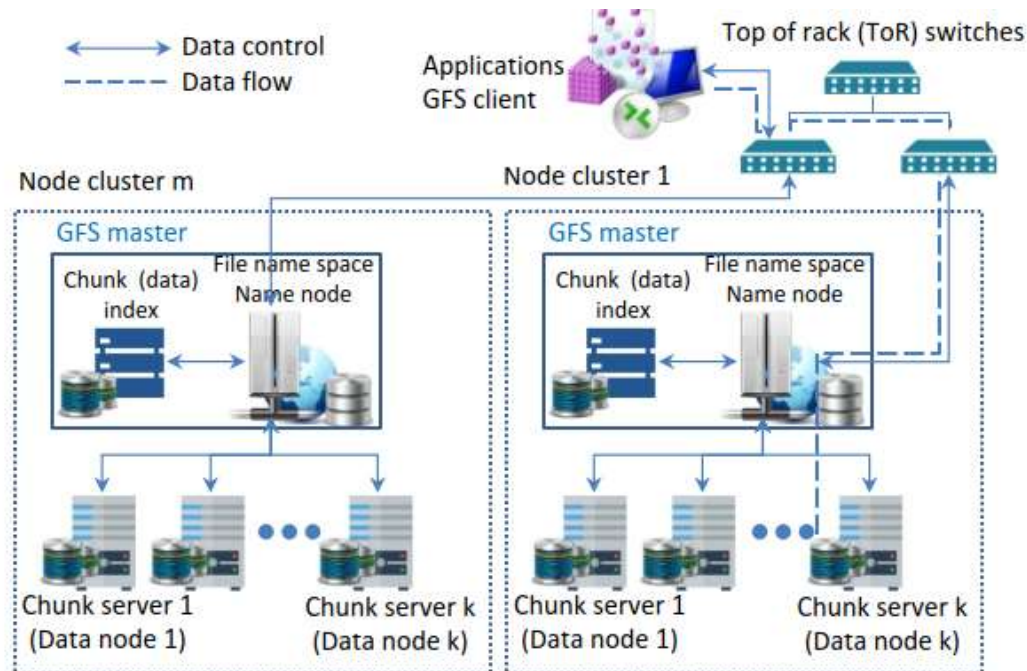 Data control
Data flow
Applications
GFS client
Top of rack (ToR) switches
Node cluster m
Node cluster 1
GFS master
Chunk (data)
index
File name space
Name node
Chunk server 1
(Data node 1)
Chunk server k
(Data node k)
GFS master
Chunk (data)
index
File name space
Name node
Chunk server 1
(Data node 1)
Chunk server k
(Data node k)